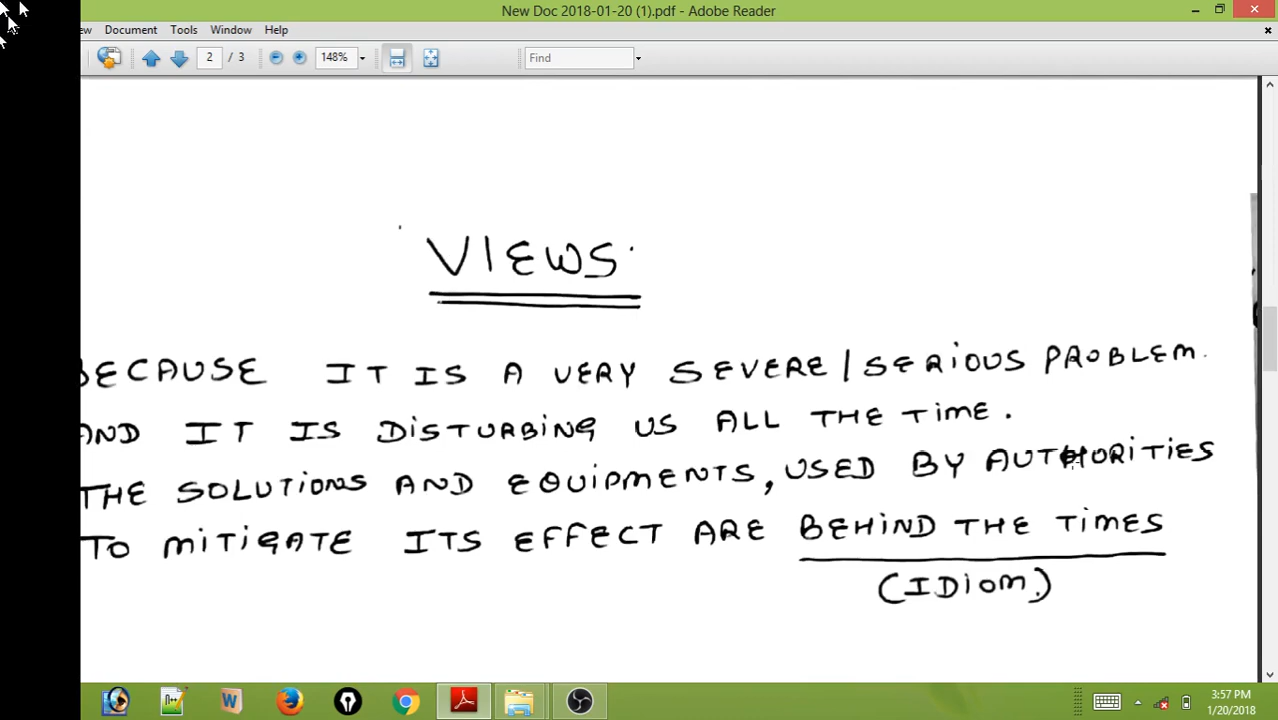 New Doc 2018-01-20 (1).pdf - Adobe Reader
ew Document Tools Window Help
2 / 3 148% Find
VIEWS
BECAUSE IT IS A VERY SEVERE / SERIOUS PROBLEM.
AND IT IS DISTURBING US ALL THE TIME.
THE SOLUTIONS AND EQUIPMENTS, USED BY AUTHORITIES
TO MITIGATE ITS EFFECT ARE BEHIND THE TIMES
(IDIOM)
3:57 PM
1/20/2018